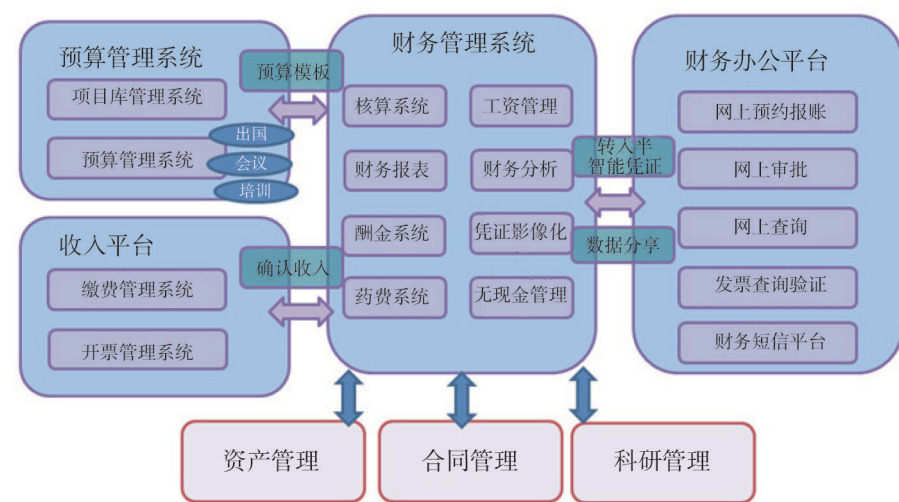 预算管理系统
项目库管理系统
预算管理系统
出国
会议
培训
预算模板
收入平台
缴费管理系统
开票管理系统
确认收入
财务管理系统
核算系统
工资管理
财务报表
财务分析
酬金系统
凭证影像化
药费系统
无现金管理
转入半
智能凭证
数据分享
财务办公平台
网上预约报账
网上审批
网上查询
发票查询验证
财务短信平台
资产管理
合同管理
科研管理